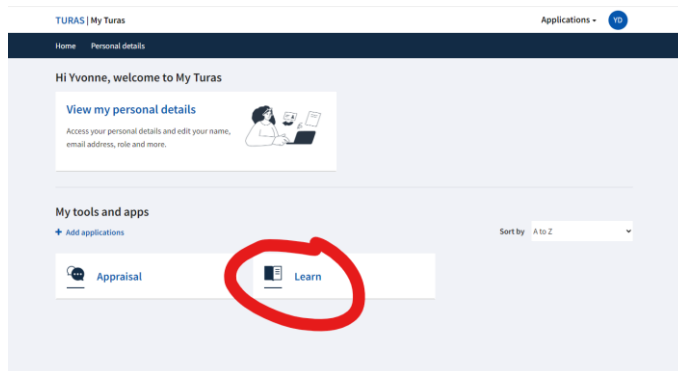 TURAS | My Turas
Applications
YD
Home Personal details
Hi Yvonne, welcome to My Turas
View my personal details
Access your personal details and edit your name,
email address, role and more.
My tools and apps
+ Add applications
Sort by A to Z
Appraisal
Learn